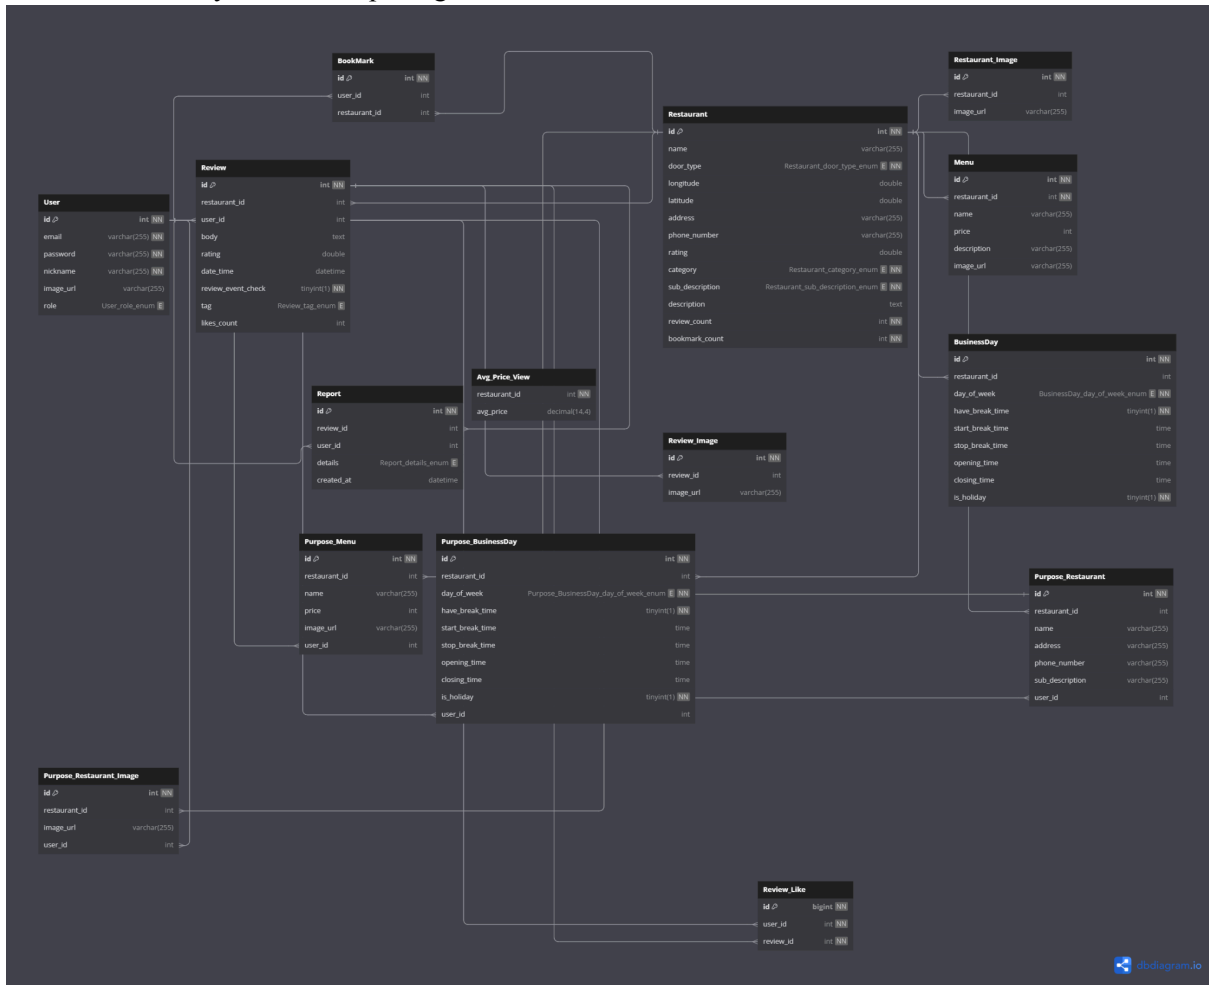 BookMark
id int NN
user_id int
restaurant_id int
Restaurant_Image
id int NN
restaurant_id int
image_url varchar(255)
Restaurant
id int NN
name varchar(255)
door_type Restaurant_door_type_enum E NN
longitude double
latitude double
address varchar(255)
phone_number varchar(255)
rating double
category Restaurant_category_enum E NN
sub_description Restaurant_sub_description_enum E NN
description text
review_count int NN
bookmark_count int NN
Menu
id int NN
restaurant_id int NN
name varchar(255)
price int
description varchar(255)
image_url varchar(255)
Review
id int NN
restaurant_id int
user_id int
body text
rating double
date_time datetime
review_event_check tinyint(1) NN
tag Review_tag_enum E
likes_count int
User
id int NN
email varchar(255) NN
password varchar(255) NN
nickname varchar(255) NN
image_url varchar(255)
role User_role_enum E
BusinessDay
id int NN
restaurant_id int
day_of_week BusinessDay_day_of_week_enum E NN
have_break_time tinyint(1) NN
start_break_time time
stop_break_time time
opening_time time
closing_time time
is_holiday tinyint(1) NN
Avg_Price_View
restaurant_id int NN
avg_price decimal(14,4)
Report
id int NN
review_id int
user_id int
details Report_details_enum E
created_at datetime
Review_Image
id int NN
review_id int
image_url varchar(255)
Purpose_Menu
id int NN
restaurant_id int
name varchar(255)
price int
image_url varchar(255)
user_id int
Purpose_BusinessDay
id int NN
restaurant_id int
day_of_week Purpose_BusinessDay_day_of_week_enum E NN
have_break_time tinyint(1) NN
start_break_time time
stop_break_time time
opening_time time
closing_time time
is_holiday tinyint(1) NN
user_id int
Purpose_Restaurant
id int NN
restaurant_id int
name varchar(255)
address varchar(255)
phone_number varchar(255)
sub_description varchar(255)
user_id int
Purpose_Restaurant_Image
id int NN
restaurant_id int
image_url varchar(255)
user_id int
Review_Like
id bigint NN
user_id int NN
review_id int NN
dbdiagram.io